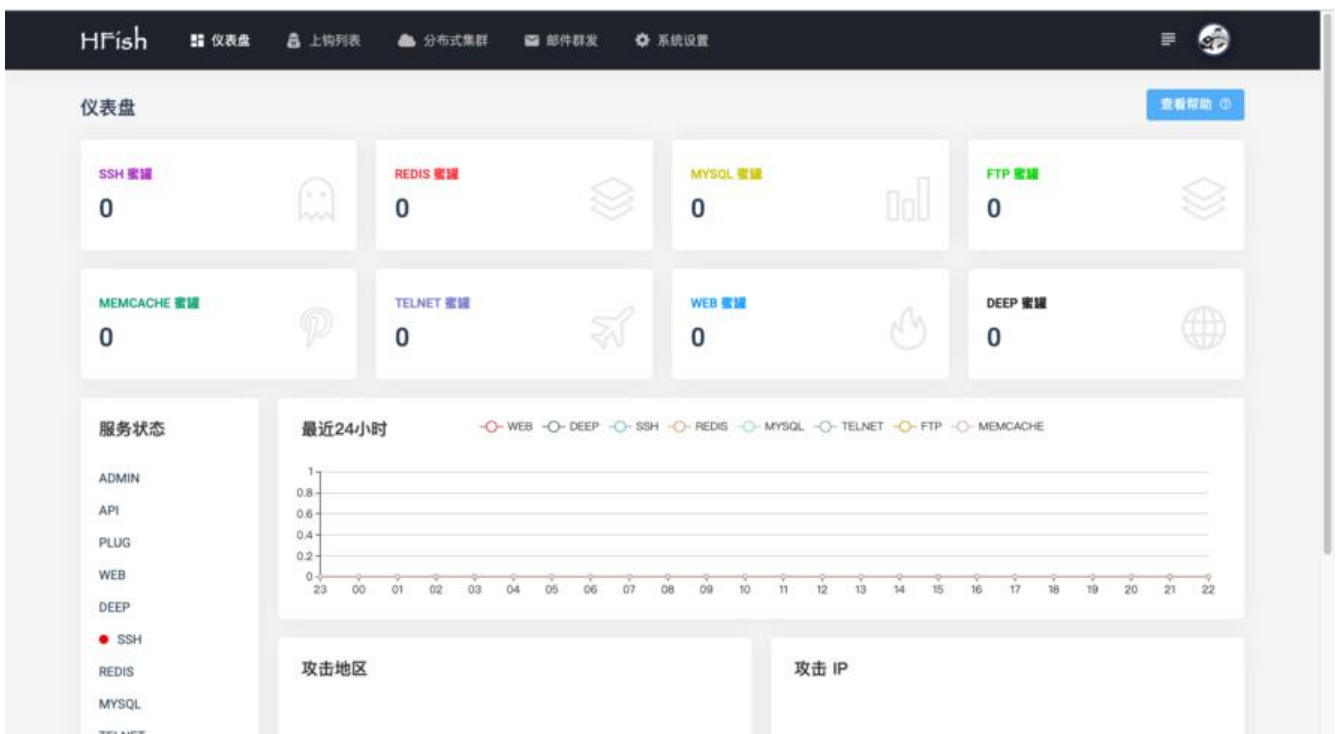 HFish 仪表盘 上钩列表 分布式集群 邮件群发 系统设置
仪表盘
查看帮助
SSH 蜜罐
0
REDIS 蜜罐
0
MYSQL 蜜罐
0
FTP 蜜罐
0
MEMCACHE 蜜罐
0
TELNET 蜜罐
0
WEB 蜜罐
0
DEEP 蜜罐
0
服务状态
ADMIN
API
PLUG
WEB
DEEP
SSH
REDIS
MYSQL
TELNET
最近24小时
WEB DEEP SSH REDIS MYSQL TELNET FTP MEMCACHE
1
0.8
0.6
0.4
0.2
0
23 00 01 02 03 04 05 06 07 08 09 10 11 12 13 14 15 16 17 18 19 20 21 22
攻击地区
攻击 IP